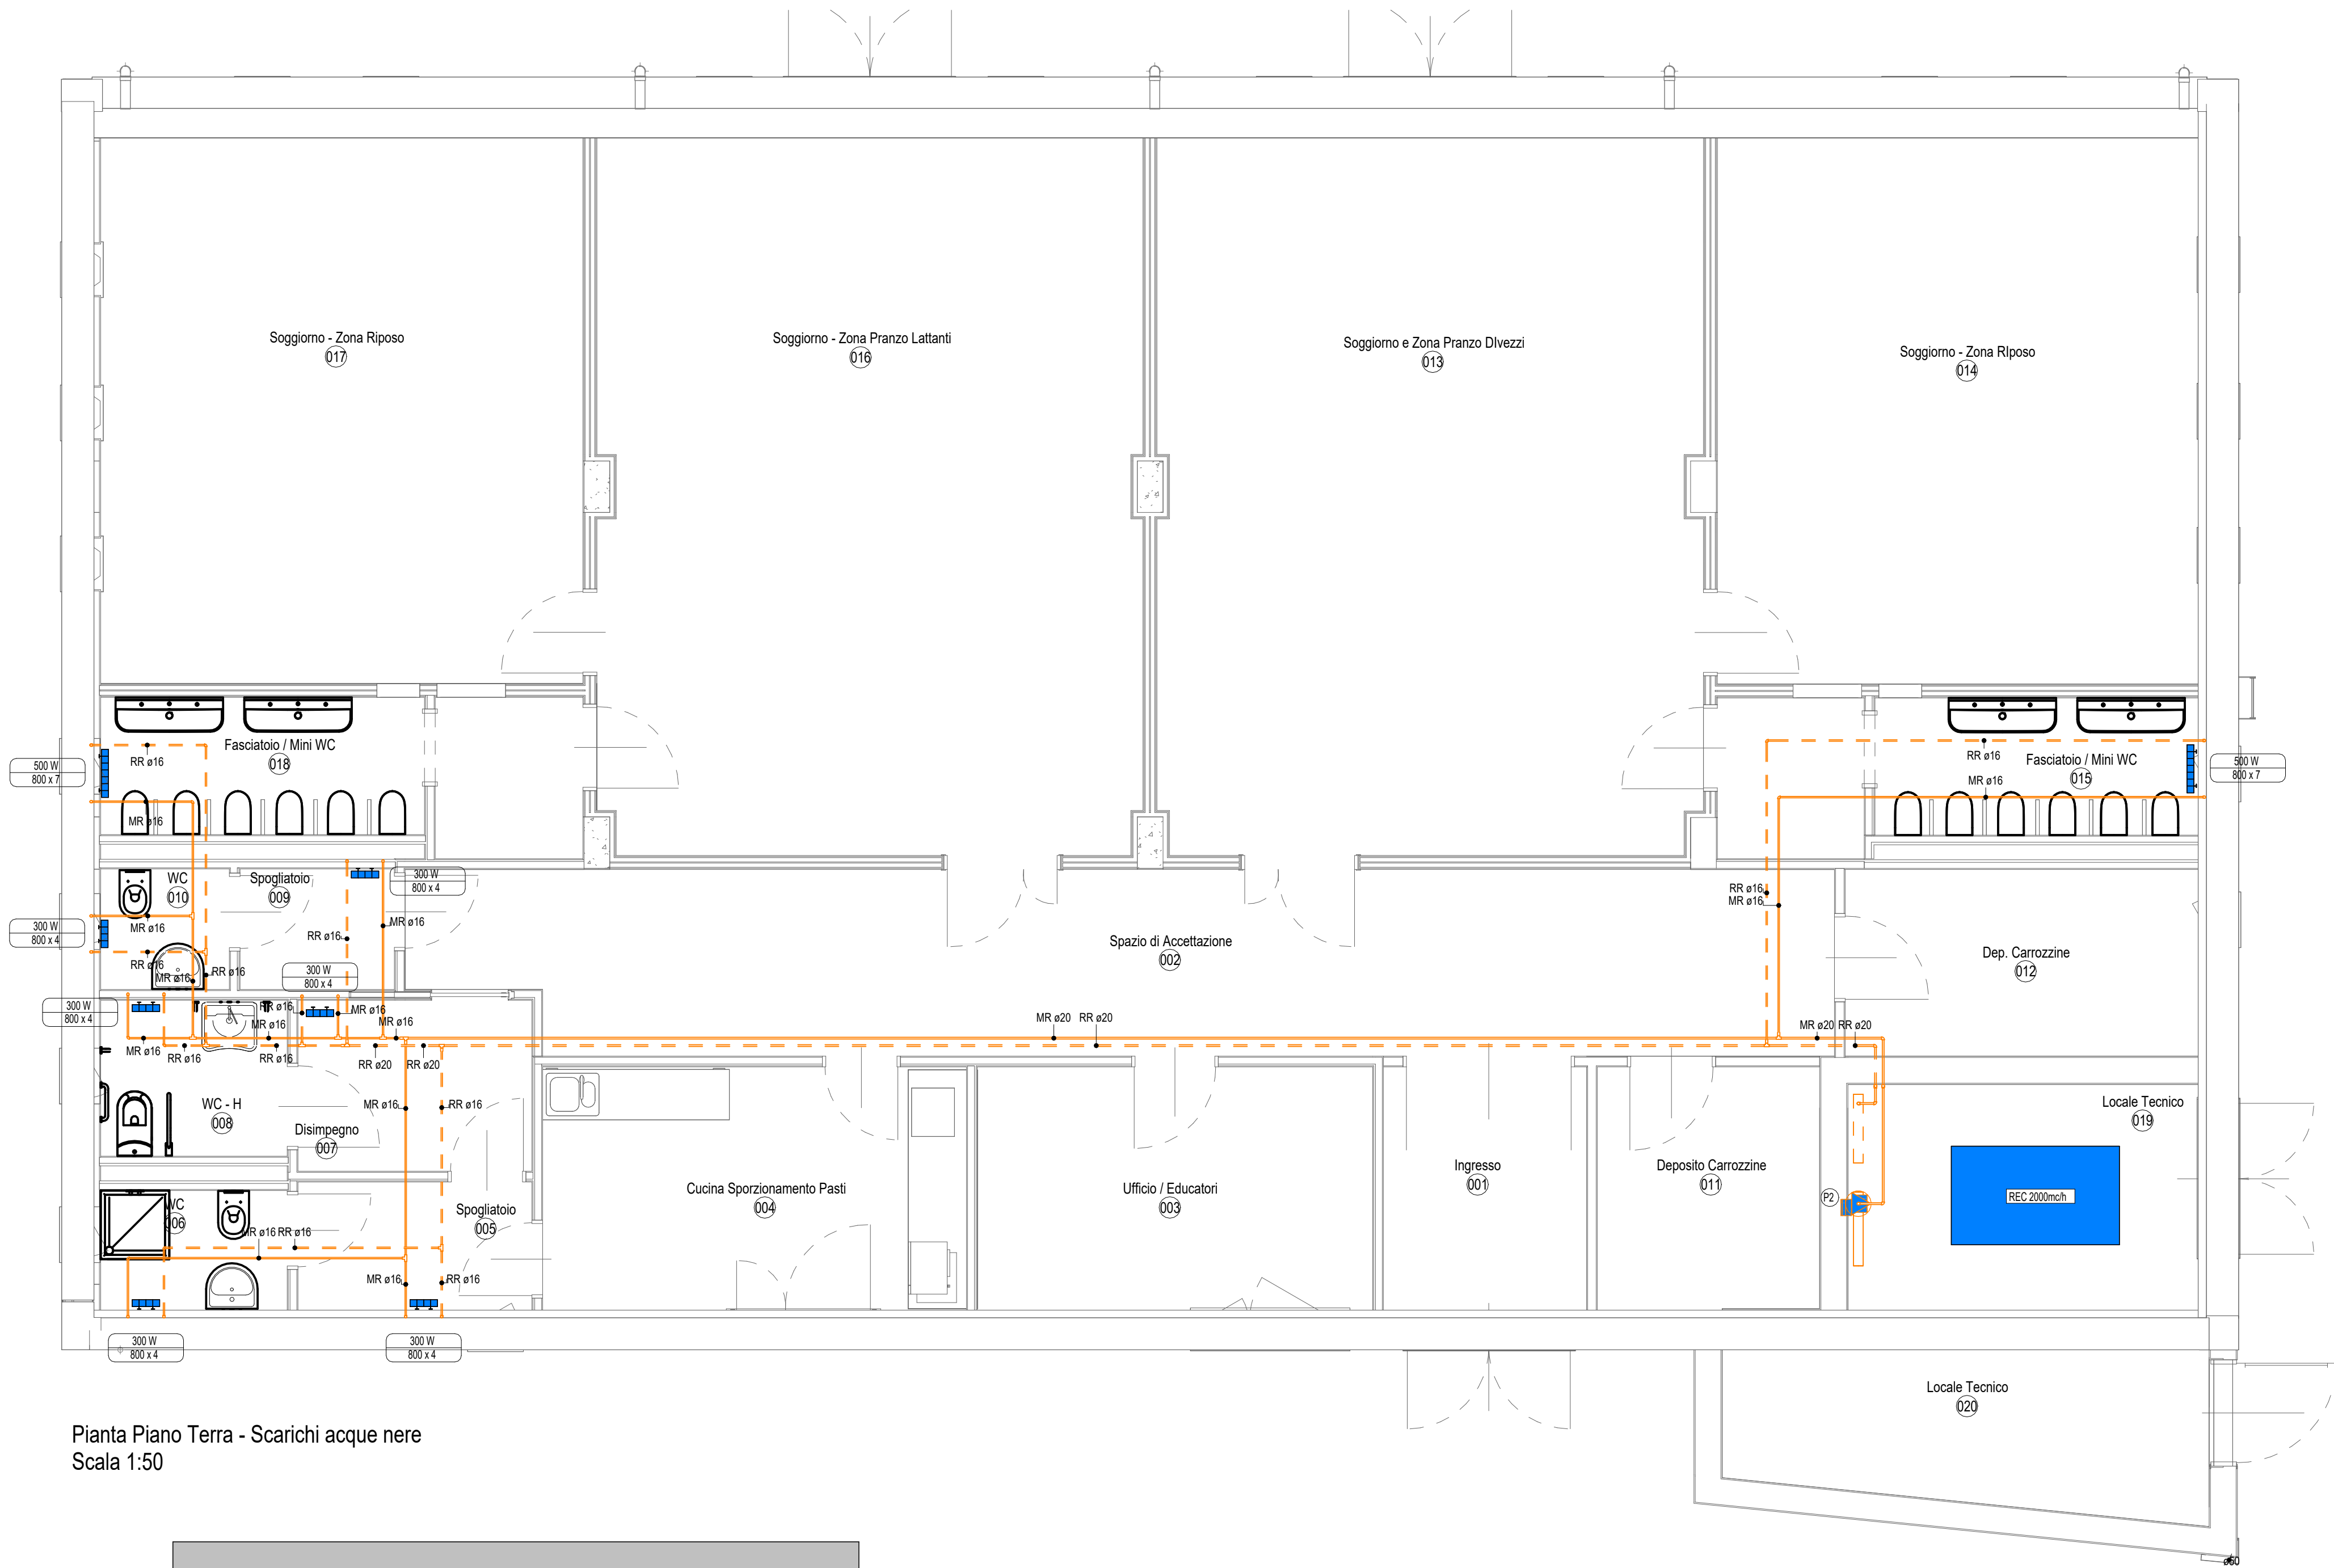 Soggiorno - Zona Riposo
017
Soggiorno - Zona Pranzo Lattanti
016
Soggiorno e Zona Pranzo DIvezzi
013
Soggiorno - Zona RIposo
014
500 W
800 x 7
RR ø16
Fasciatoio / Mini WC
018
MR ø16
RR ø16
Fasciatoio / Mini WC
015
MR ø16
500 W
800 x 7
WC
010
Spogliatoio
009
300 W
800 x 4
RR ø16
MR ø16
300 W
800 x 4
MR ø16
RR ø16
MR ø16
RR ø16
RR ø16
MR ø16
Spazio di Accettazione
002
Dep. Carrozzine
012
300 W
800 x 4
300 W
800 x 4
RR ø16
MR ø16
MR ø16
MR ø16
MR ø16
RR ø16
RR ø16
RR ø20
RR ø20
MR ø20
RR ø20
MR ø20
RR ø20
WC - H
008
MR ø16
RR ø16
Disimpegno
007
Locale Tecnico
019
WC
006
Spogliatoio
005
Cucina Sporzionamento Pasti
004
Ufficio / Educatori
003
Ingresso
001
Deposito Carrozzine
011
P2
REC 2000mc/h
MR ø16
RR ø16
MR ø16
RR ø16
300 W
800 x 4
300 W
800 x 4
Locale Tecnico
020
Pianta Piano Terra - Scarichi acque nere
Scala 1:50